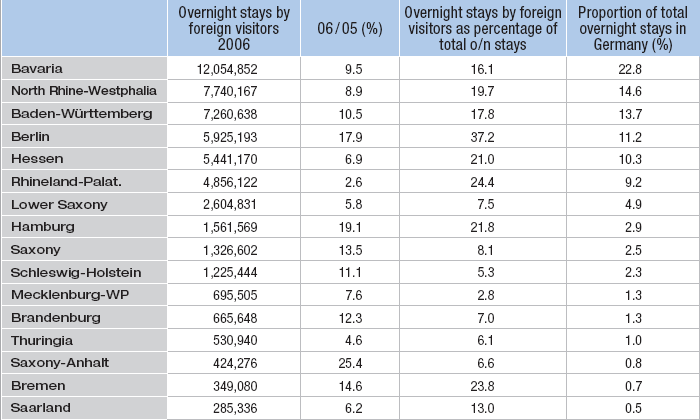 Overnight stays by foreign visitors 2006 06/05 (%) Overnight stays by foreign visitors as percentage of total o/n stays Proportion of total overnight stays in Germany (%)
Bavaria 12,054,852 9.5 16.1 22.8
North Rhine-Westphalia 7,740,167 8.9 19.7 14.6
Baden-Württemberg 7,260,638 10.5 17.8 13.7
Berlin 5,925,193 17.9 37.2 11.2
Hessen 5,441,170 6.9 21.0 10.3
Rhineland-Palat. 4,856,122 2.6 24.4 9.2
Lower Saxony 2,604,831 5.8 7.5 4.9
Hamburg 1,561,569 19.1 21.8 2.9
Saxony 1,326,602 13.5 8.1 2.5
Schleswig-Holstein 1,225,444 11.1 5.3 2.3
Mecklenburg-WP 695,505 7.6 2.8 1.3
Brandenburg 665,648 12.3 7.0 1.3
Thuringia 530,940 4.6 6.1 1.0
Saxony-Anhalt 424,276 25.4 6.6 0.8
Bremen 349,080 14.6 23.8 0.7
Saarland 285,336 6.2 13.0 0.5